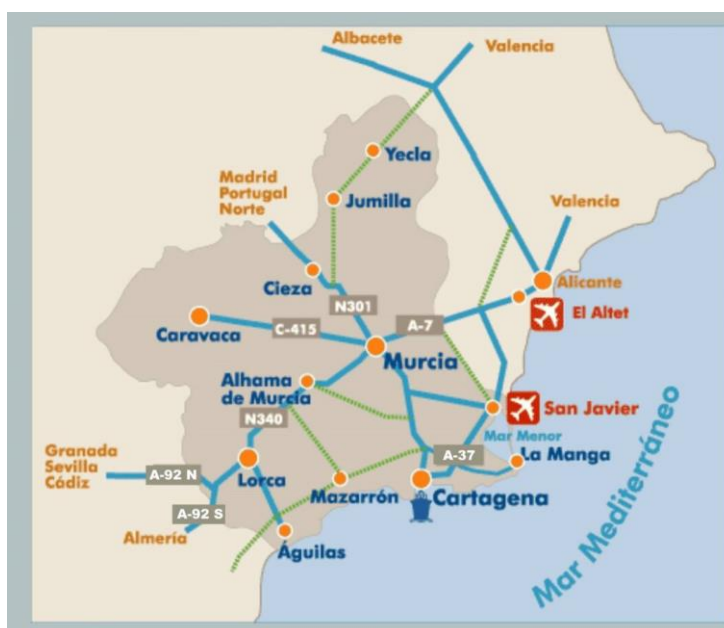 Albacete
Valencia
Yecla
Madrid
Portugal
Norte
Jumilla
Valencia
Cieza
Alicante
N301
El Altet
Caravaca
C-415
A-7
Murcia
Alhama
de Murcia
San Javier
N340
Mar Menor
Granada
Sevilla
Cádiz
A-92 N
Lorca
A-37
La Manga
Mazarrón
Cartagena
A-92 S
Almería
Águilas
Mar Mediterráneo